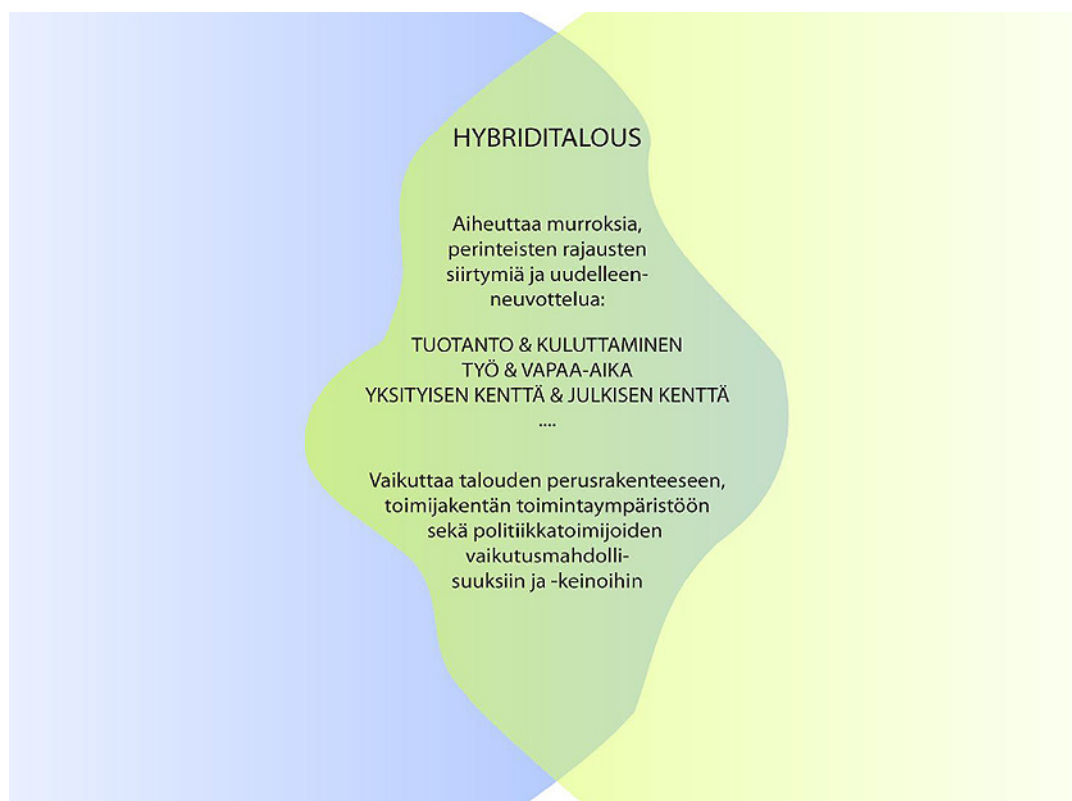 HYBRIDITALOUS
Aiheuttaa murroksia,
perinteisten rajausten
siirtymiä ja uudelleen-
neuvottelua:
TUOTANTO & KULUTTAMINEN
TYÖ & VAPAA-AIKA
YKSITYISEN KENTTÄ & JULKISEN KENTTÄ
....
Vaikuttaa talouden perusrakenteeseen,
toimijakentän toimintaympäristöön
sekä politiikkatoimijoiden
vaikutusmahdolli-
suuksiin ja -keinoihin